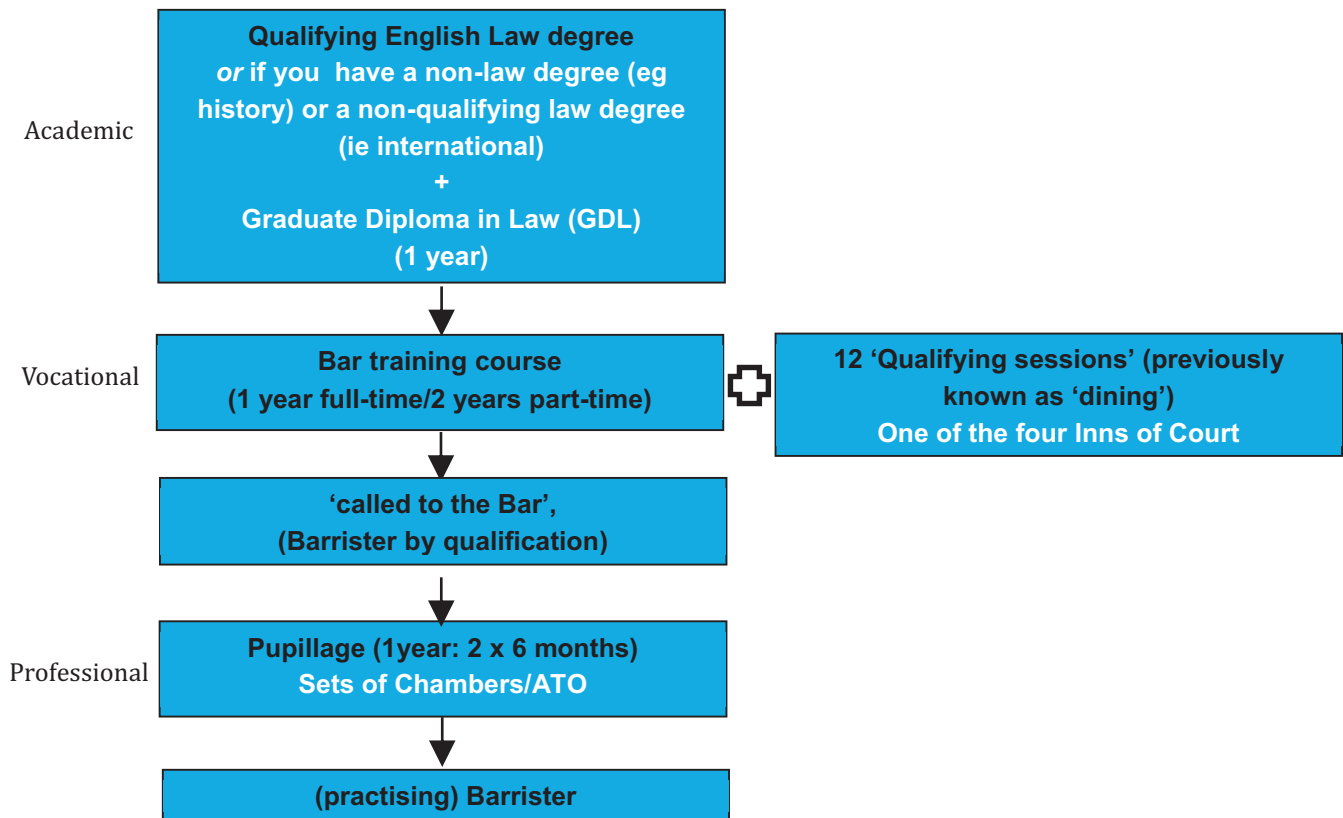 Academic
Qualifying English Law degree
or if you  have a non-law degree (eg
history) or a non-qualifying law degree
(ie international)
+
Graduate Diploma in Law (GDL)
(1 year)
Vocational
Bar training course
(1 year full-time/2 years part-time)
12 ‘Qualifying sessions’ (previously
known as ‘dining’)
One of the four Inns of Court
‘called to the Bar’,
(Barrister by qualification)
Professional
Pupillage (1year: 2 x 6 months)
Sets of Chambers/ATO
(practising) Barrister